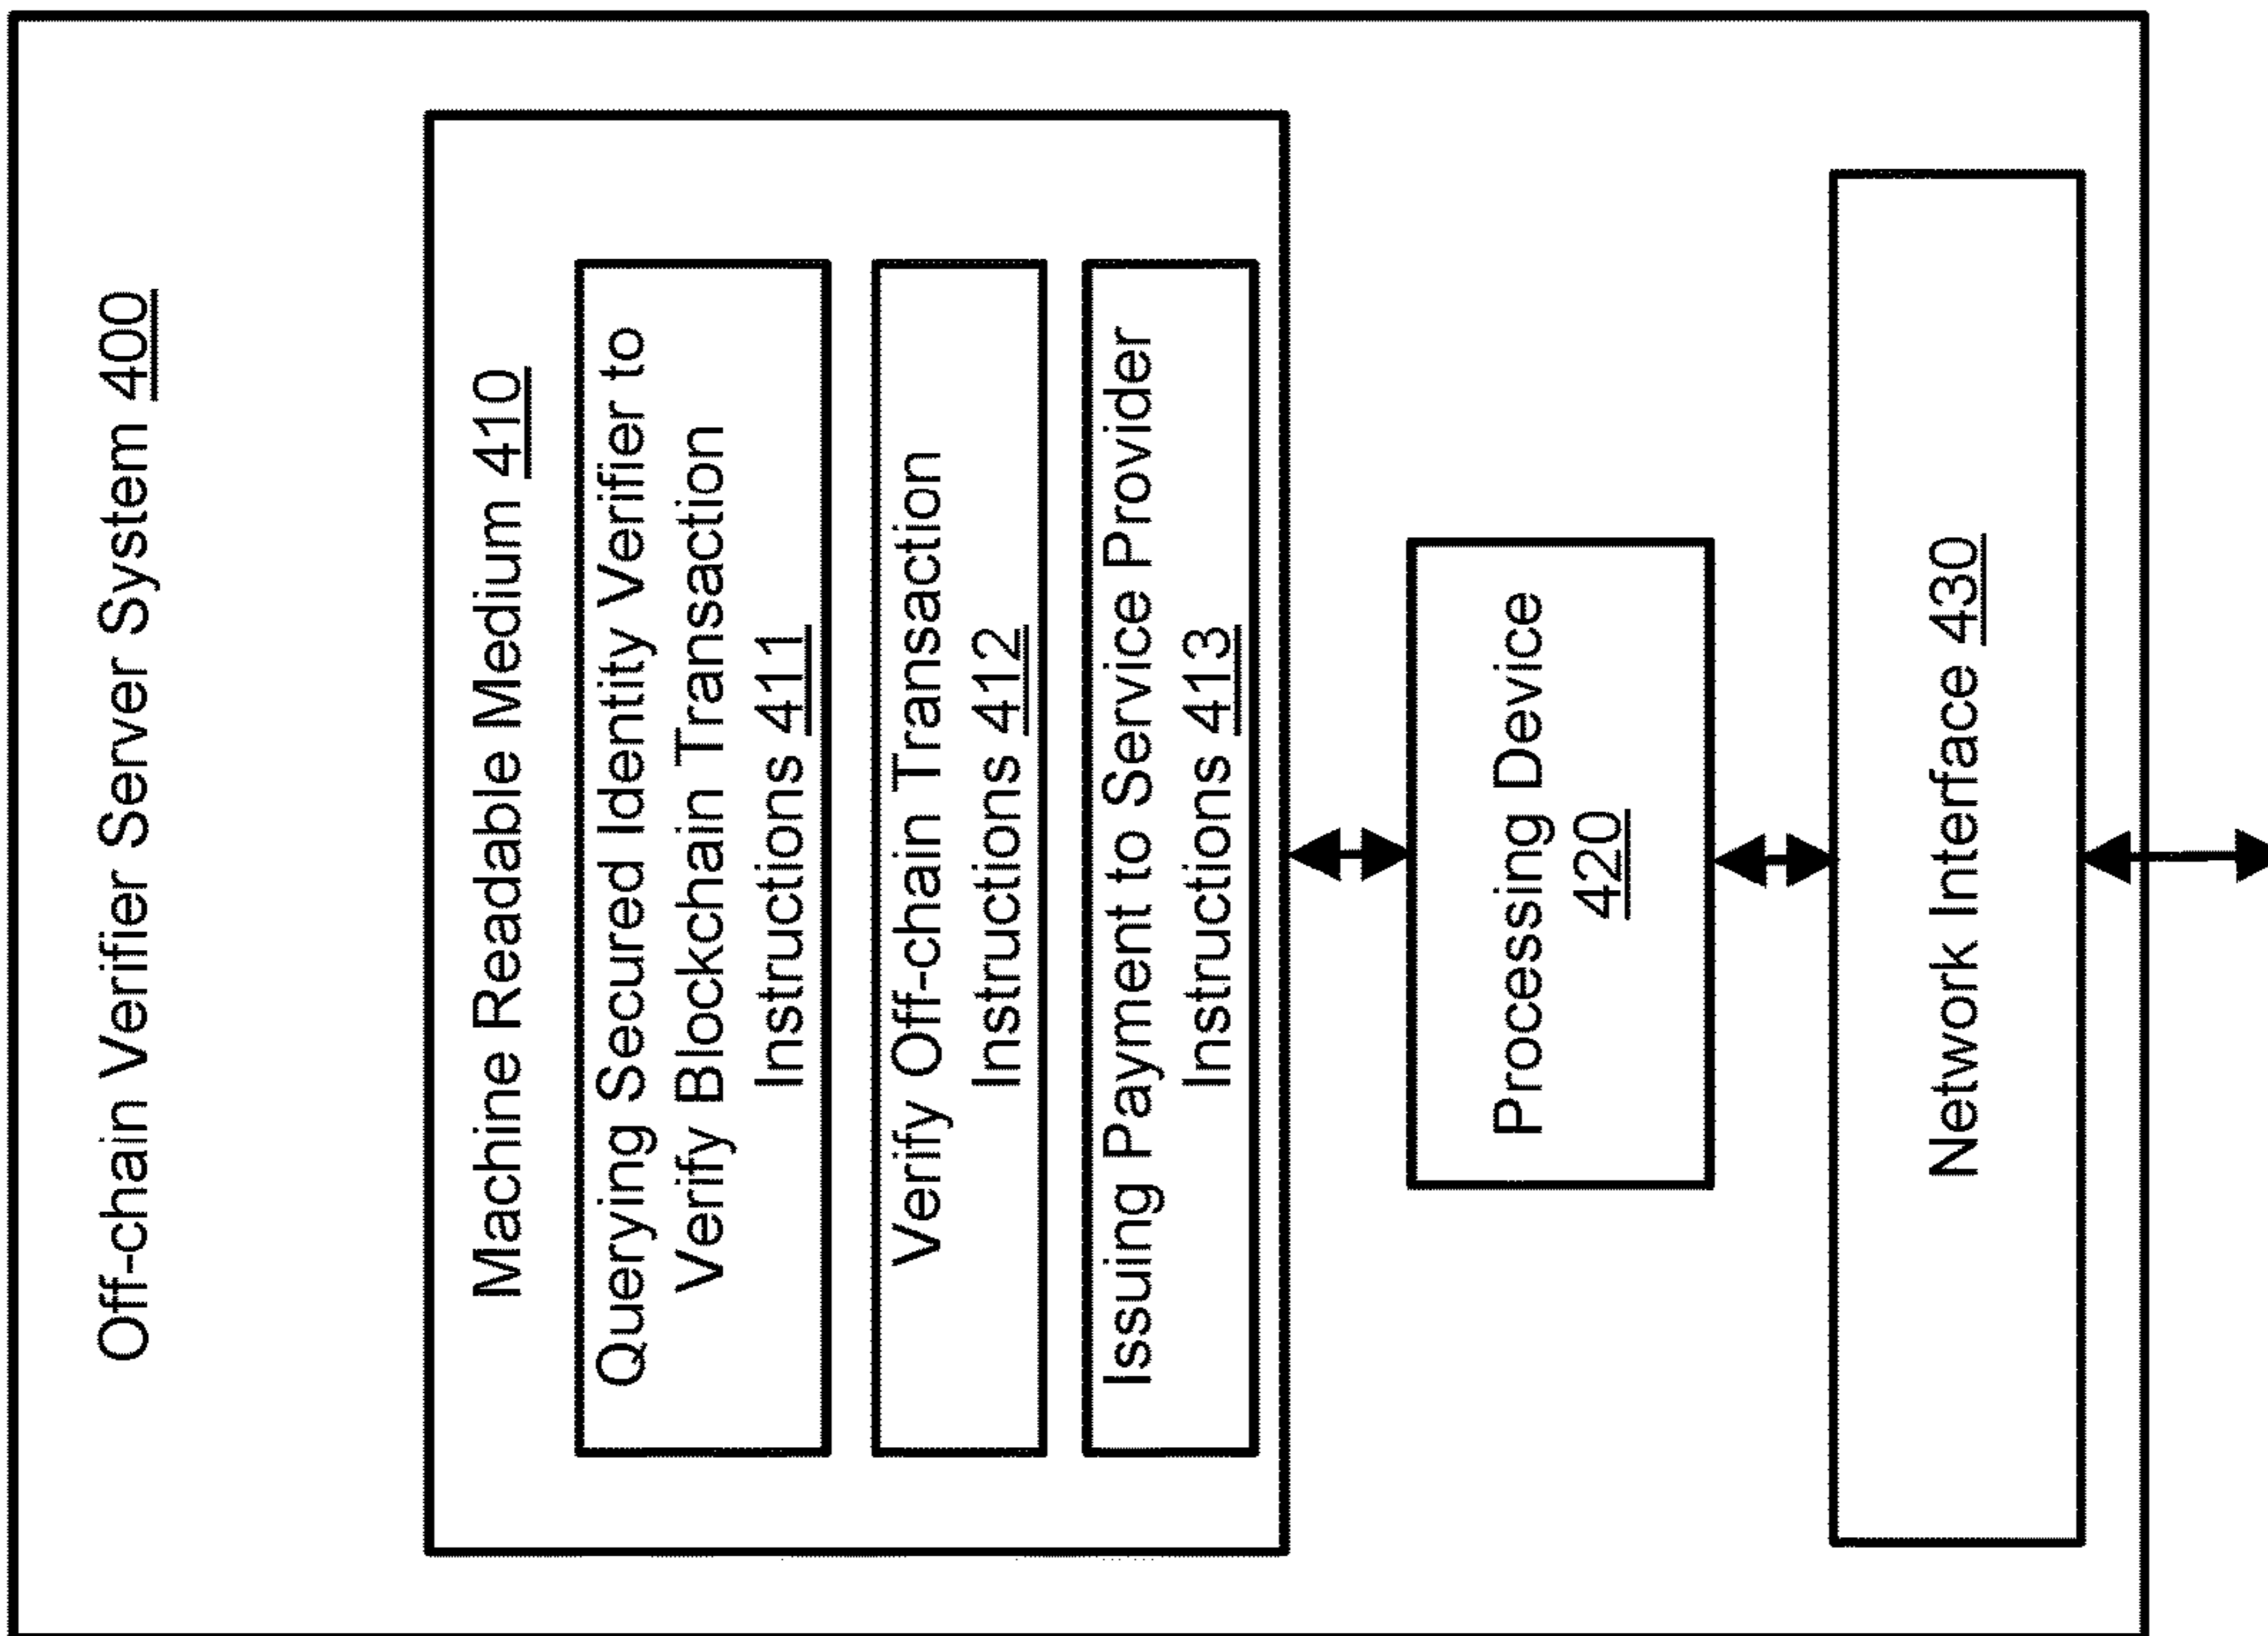 Off-chain Verifier Server System 400
Machine Readable Medium 410
Querying Secured Identity Verifier to
Verify Blockchain Transaction
Instructions 411
Verify Off-chain Transaction
Instructions 412
Issuing Payment to Service Provider
Instructions 413
Processing Device
420
Network Interface 430